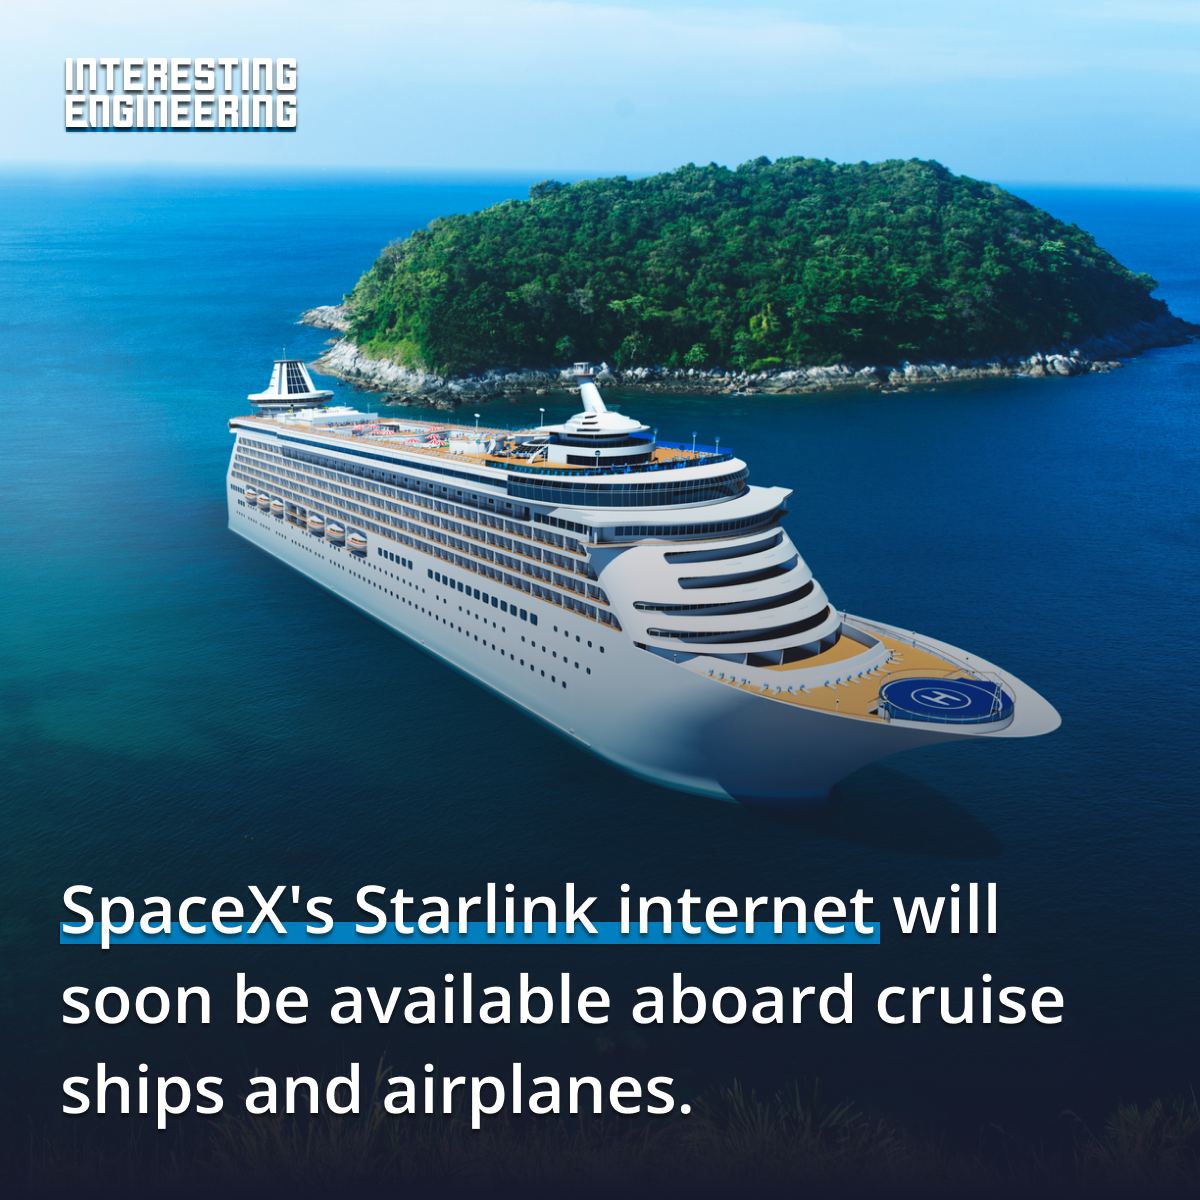 INTERESTING
ENGINEERING
H
SpaceX's Starlink internet will
soon be available aboard cruise
ships and airplanes.